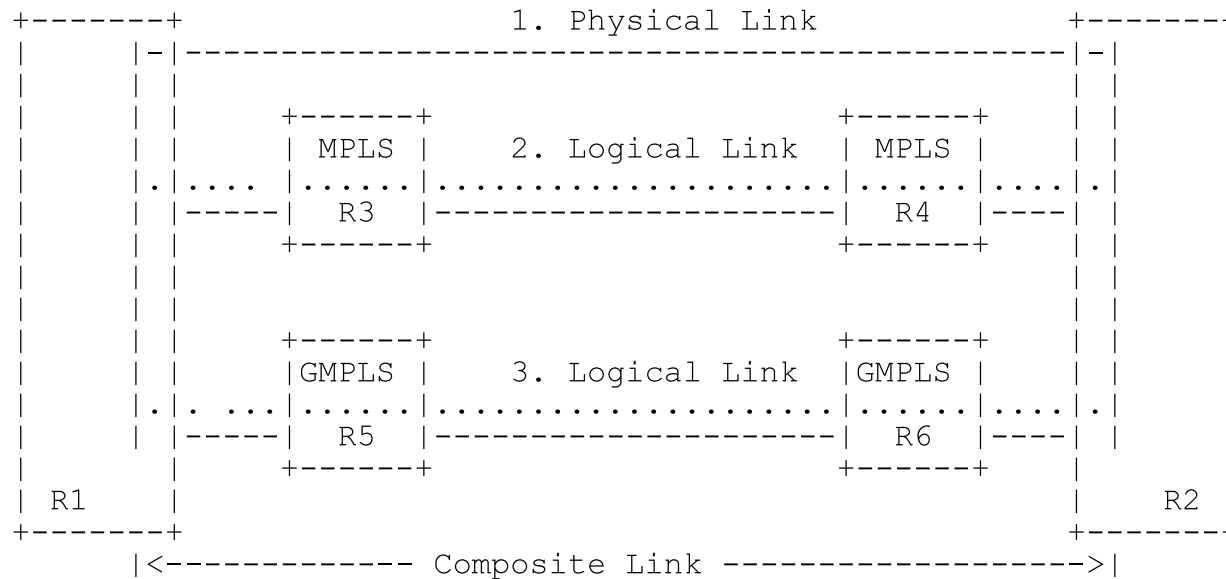 1. Physical Link
MPLS 2. Logical Link MPLS
R3 R4
GMPLS 3. Logical Link GMPLS
R5 R6
R1 R2
Composite Link